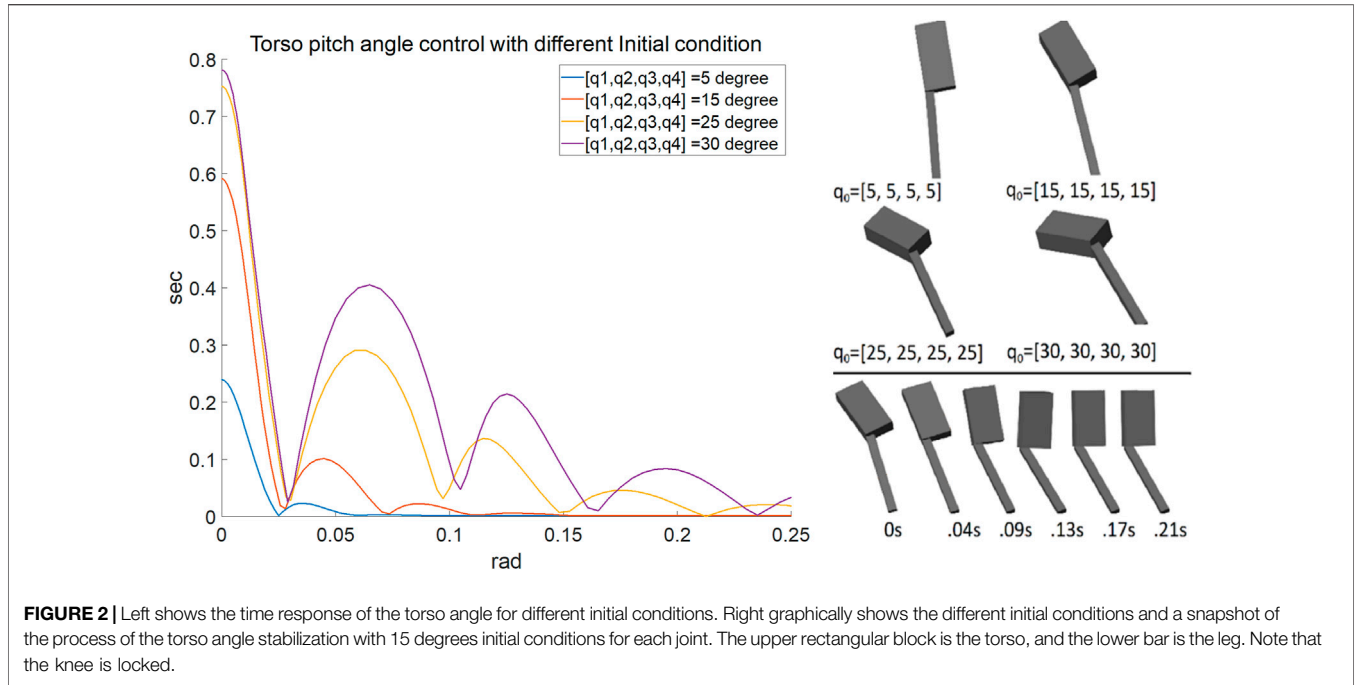 Torso pitch angle control with different Initial condition
[q1,q2,q3,q4] =5 degree
[q1,q2,q3,q4] =15 degree
[q1,q2,q3,q4] =25 degree
[q1,q2,q3,q4] =30 degree
0.8
0.7
0.6
0.5
0.4
0.3
0.2
0.1
0
sec
0
0.05
0.1
0.15
0.2
0.25
rad
q₀=[5, 5, 5, 5]
q₀=[15, 15, 15, 15]
q₀=[25, 25, 25, 25]
q₀=[30, 30, 30, 30]
0s
.04s
.09s
.13s
.17s
.21s
FIGURE 2 | Left shows the time response of the torso angle for different initial conditions. Right graphically shows the different initial conditions and a snapshot of
the process of the torso angle stabilization with 15 degrees initial conditions for each joint. The upper rectangular block is the torso, and the lower bar is the leg. Note that
the knee is locked.